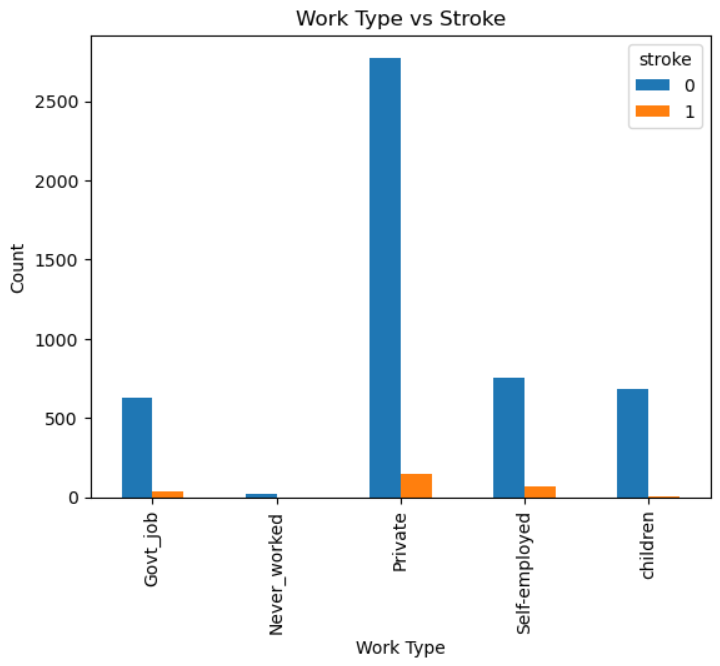 Work Type vs Stroke
stroke
0
1
2500
2000
1500
1000
500
0
Count
Govt_job
Never_worked
Private
Self-employed
children
Work Type